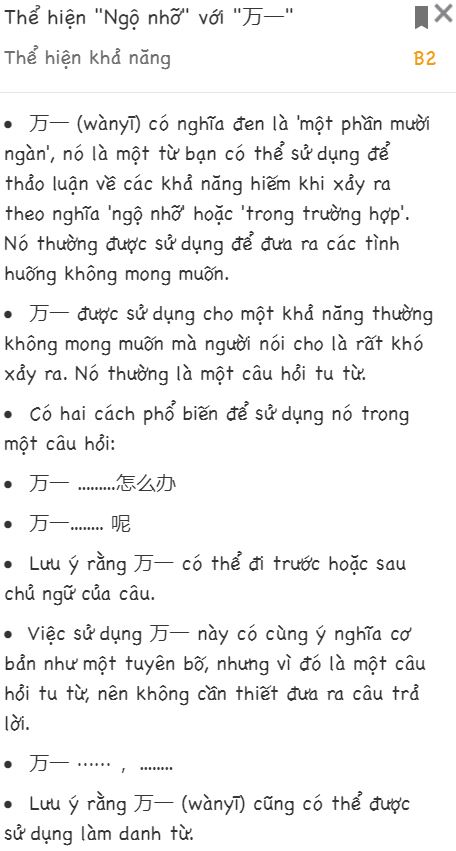 Thể hiện "Ngộ nhỡ" với "万一"
Thể hiện khả năng B2
• 万一 (wànyī) có nghĩa đen là 'một phần mười
ngàn', nó là một từ bạn có thể sử dụng để
thảo luận về các khả năng hiếm khi xảy ra
theo nghĩa 'ngộ nhỡ' hoặc 'trong trường hợp'.
Nó thường được sử dụng để đưa ra các tình
huống không mong muốn.
• 万一 được sử dụng cho một khả năng thường
không mong muốn mà người nói cho là rất khó
xảy ra. Nó thường là một câu hỏi tu từ.
• Có hai cách phổ biến để sử dụng nó trong
một câu hỏi:
• 万一 .........怎么办
• 万一........ 呢
• Lưu ý rằng 万一 có thể đi trước hoặc sau
chủ ngữ của câu.
• Việc sử dụng 万一 này có cùng ý nghĩa cơ
bản như một tuyên bố, nhưng vì đó là một câu
hỏi tu từ, nên không cần thiết đưa ra câu trả
lời.
• 万一 ······ , ........
• Lưu ý rằng 万一 (wànyī) cũng có thể được
sử dụng làm danh từ.